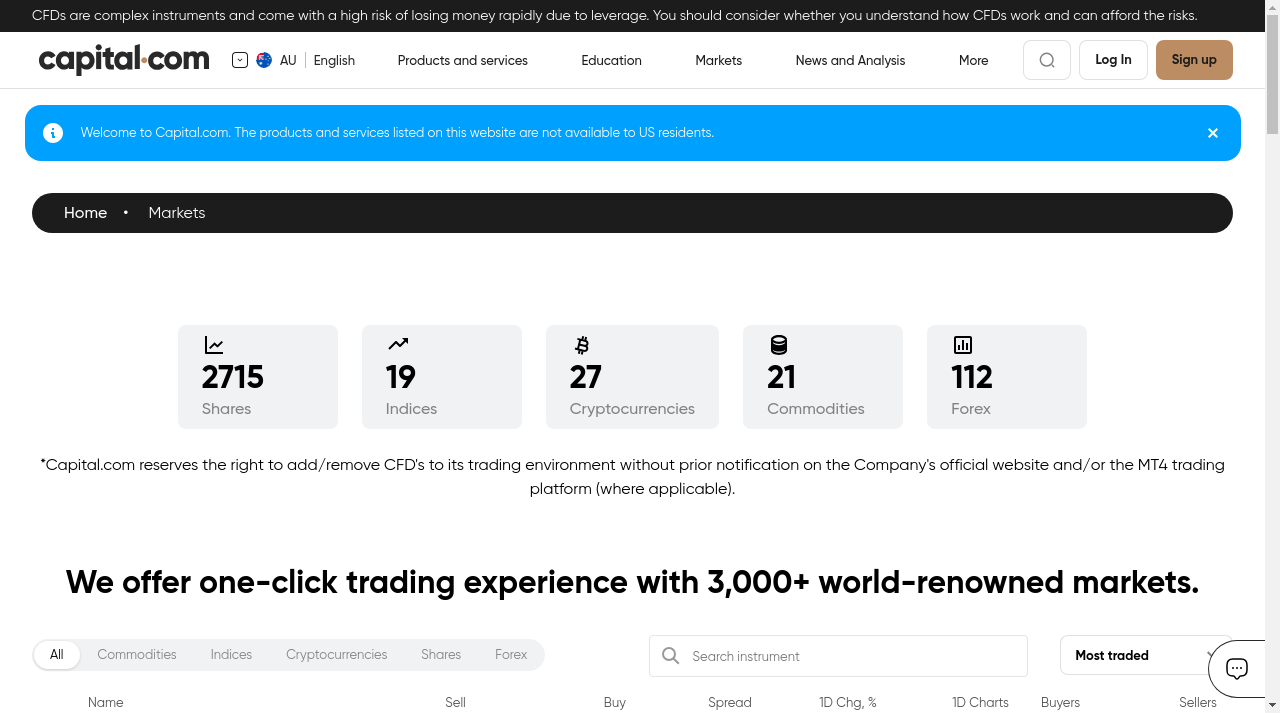 CFDs are complex instruments and come with a high risk of losing money rapidly due to leverage. You should consider whether you understand how CFDs work and can afford the risks.
capital.com AU English Products and services Education Markets News and Analysis More Log In Sign up
Welcome to Capital.com. The products and services listed on this website are not available to US residents.
Home • Markets
2715 19 27 21 112
Shares Indices Cryptocurrencies Commodities Forex
*Capital.com reserves the right to add/remove CFD's to its trading environment without prior notification on the Company's official website and/or the MT4 trading
platform (where applicable).
We offer one-click trading experience with 3,000+ world-renowned markets.
All Commodities Indices Cryptocurrencies Shares Forex Search instrument Most traded
Name Sell Buy Spread 1D Chg, % 1D Charts Buyers Sellers